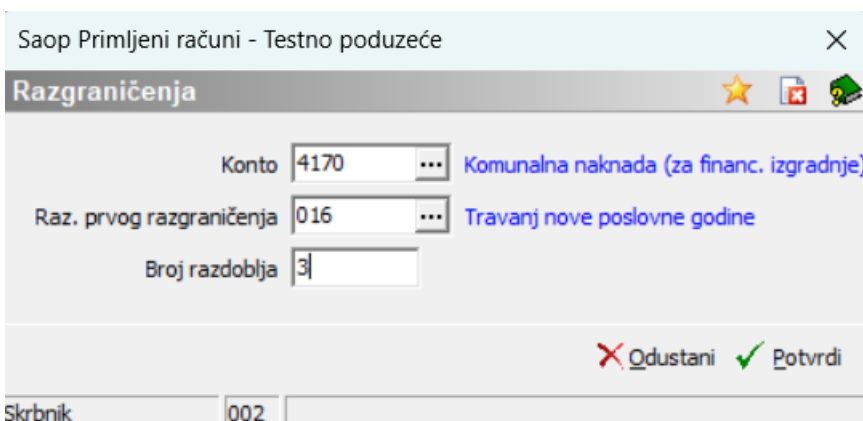 Saop Primljeni računi - Testno poduzeće
Razgraničenja
Konto 4170 ... Komunalna naknada (za financ. izgradnje)
Raz. prvog razgraničenja 016 ... Travanj nove poslovne godine
Broj razdoblja 3
Odustani Potvrdi
Skrbnik 002